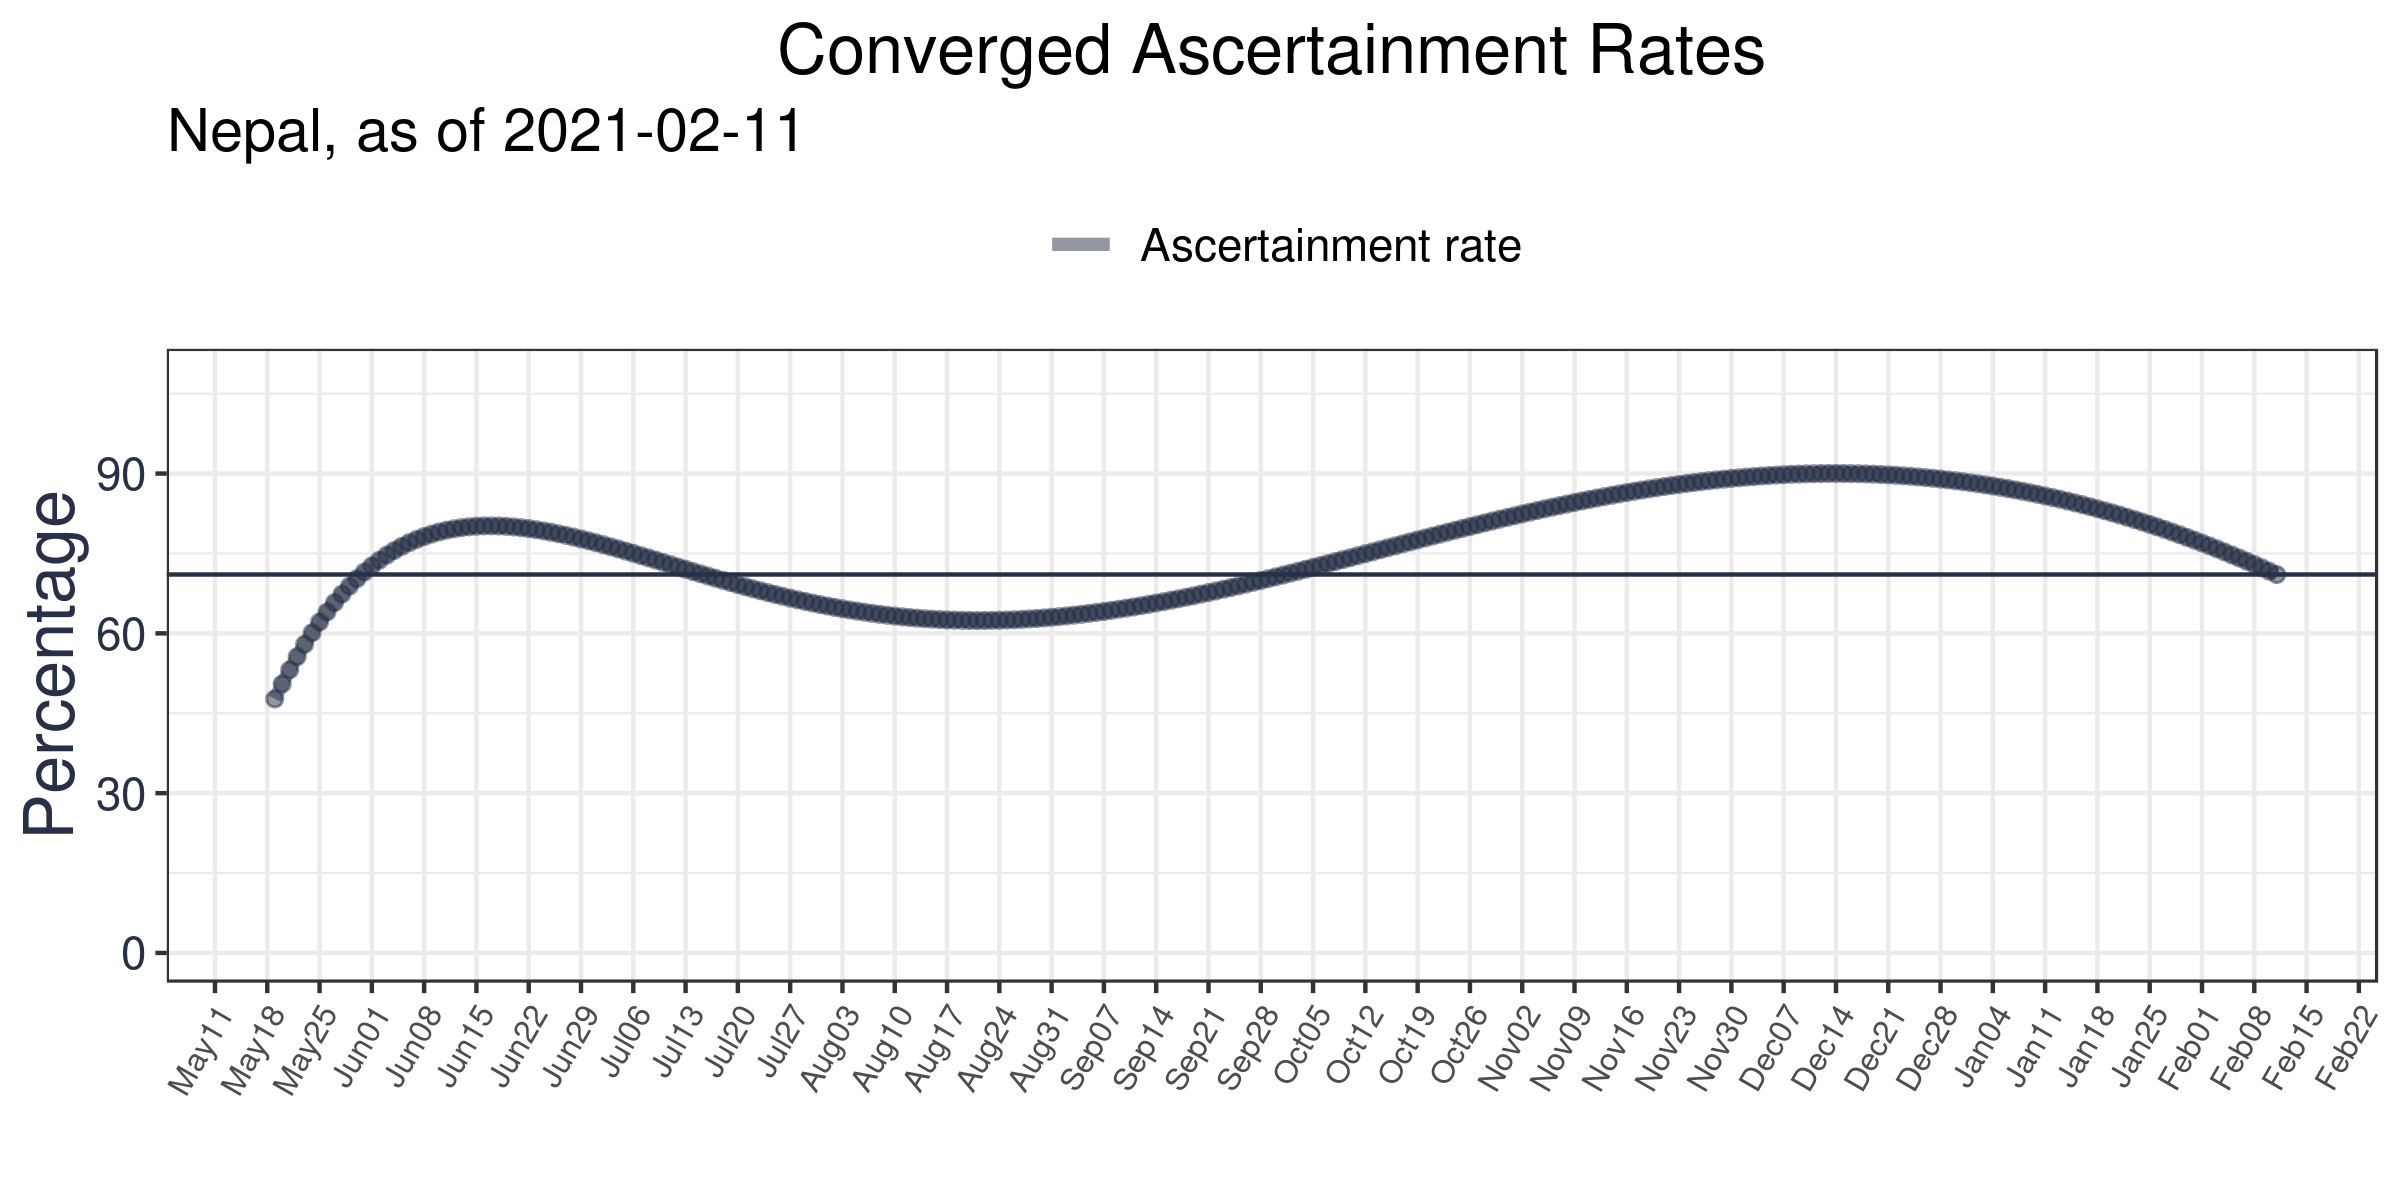 Converged Ascertainment Rates
Nepal, as of 2021-02-11
Ascertainment rate
Percentage
90
60
30
0
May11 May18 May25 Jun01 Jun08 Jun15 Jun22 Jun29 Jul06 Jul13 Jul20 Jul27 Aug03 Aug10 Aug17 Aug24 Aug31 Sep07 Sep14 Sep21 Sep28 Oct05 Oct12 Oct19 Oct26 Nov02 Nov09 Nov16 Nov23 Nov30 Dec07 Dec14 Dec21 Dec28 Jan04 Jan11 Jan18 Jan25 Feb01 Feb08 Feb15 Feb22